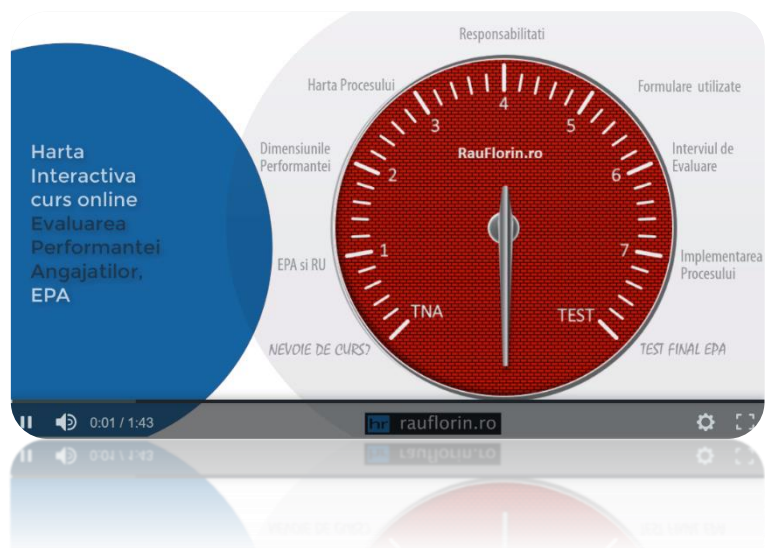 Harta
Interactiva
curs online
Evaluarea
Performantei
Angajatilor,
EPA
Responsabilitati
Harta Procesului
Formulare utilizate
Dimensiunile
Performantei
Interviul de
Evaluare
EPA si RU
Implementarea
Procesului
NEVOIE DE CURS?
TEST FINAL EPA
RauFlorin.ro
TNA
1
2
3
4
5
6
7
TEST
0:01 / 1:43
hr rauflorin.ro